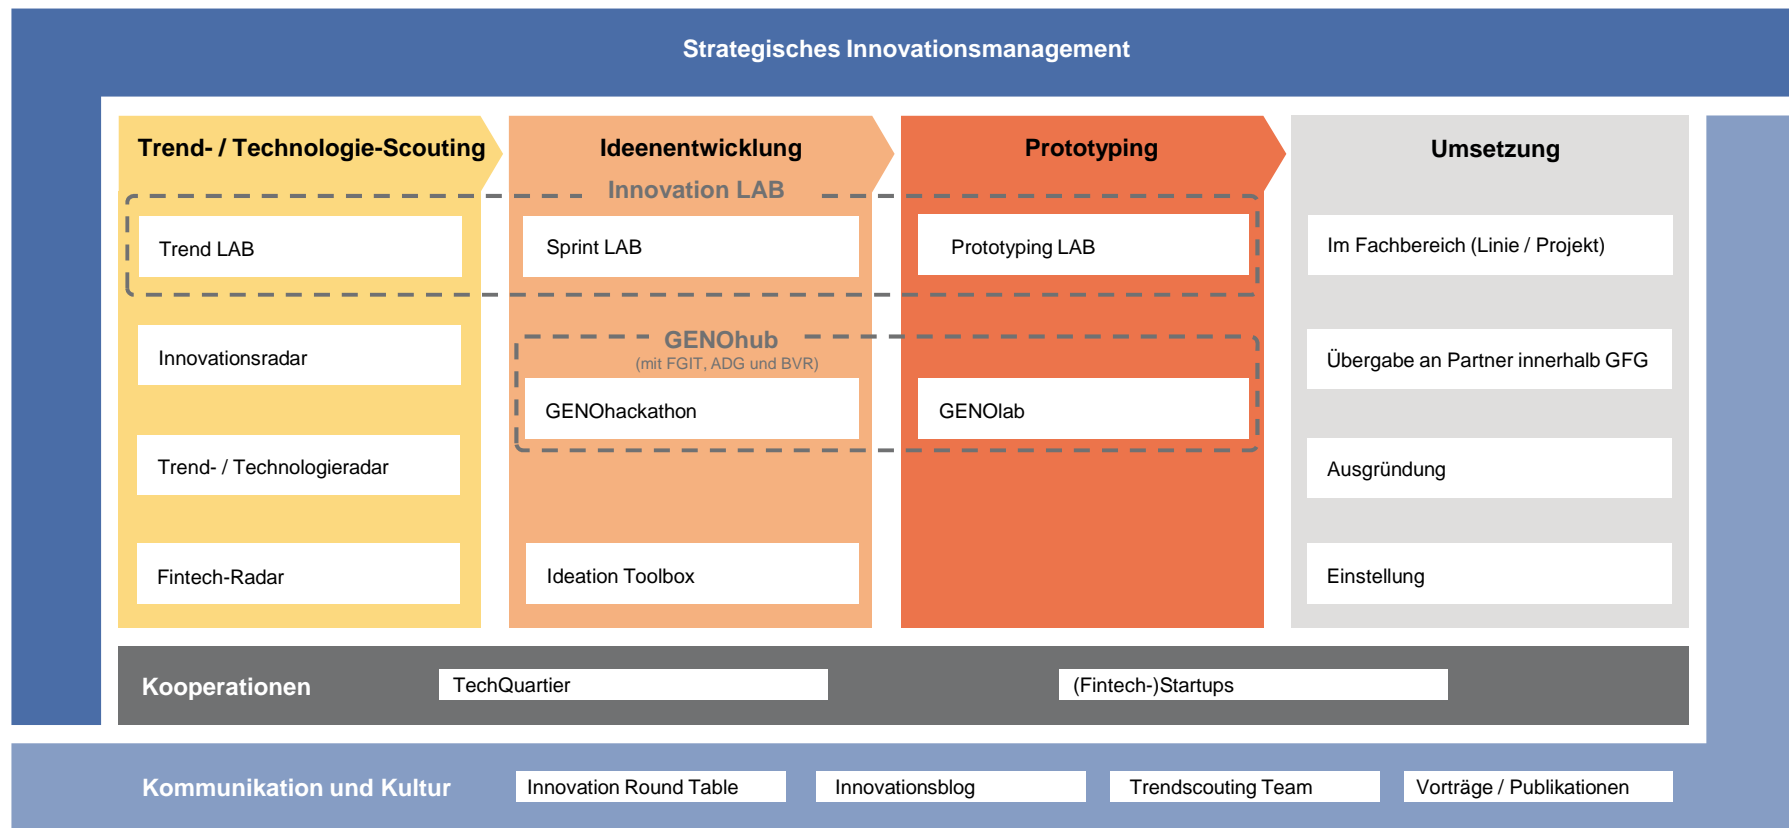 Strategisches Innovationsmanagement
Trend- / Technologie-Scouting
Ideenentwicklung
Prototyping
Umsetzung
Innovation LAB
Trend LAB
Sprint LAB
Prototyping LAB
Im Fachbereich (Linie / Projekt)
Innovationsradar
GENOhub
(mit FGIT, ADG und BVR)
Übergabe an Partner innerhalb GFG
GENOhackathon
GENOlab
Trend- / Technologieradar
Ausgründung
Fintech-Radar
Ideation Toolbox
Einstellung
Kooperationen
TechQuartier
(Fintech-)Startups
Kommunikation und Kultur
Innovation Round Table
Innovationsblog
Trendscouting Team
Vorträge / Publikationen